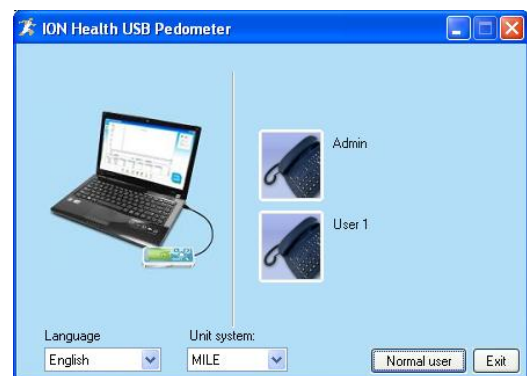 ION Health USB Pedometer
Admin
User 1
Language
Unit system:
English
MILE
Normal user
Exit